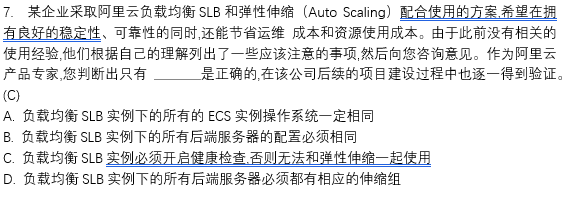 7. 某企业采取阿里云负载均衡 SLB 和弹性伸缩（Auto Scaling）配合使用的方案,希望在拥
有良好的稳定性、可靠性的同时,还能节省运维 成本和资源使用成本。由于此前没有相关的
使用经验,他们根据自己的理解列出了一些应该注意的事项,然后向您咨询意见。作为阿里云
产品专家,您判断出只有 ______是正确的,在该公司后续的项目建设过程中也逐一得到验证。
(C)
A. 负载均衡 SLB 实例下的所有的 ECS 实例操作系统一定相同
B. 负载均衡 SLB 实例下的所有后端服务器的配置必须相同
C. 负载均衡 SLB 实例必须开启健康检查,否则无法和弹性伸缩一起使用
D. 负载均衡 SLB 实例下的所有后端服务器必须都有相应的伸缩组